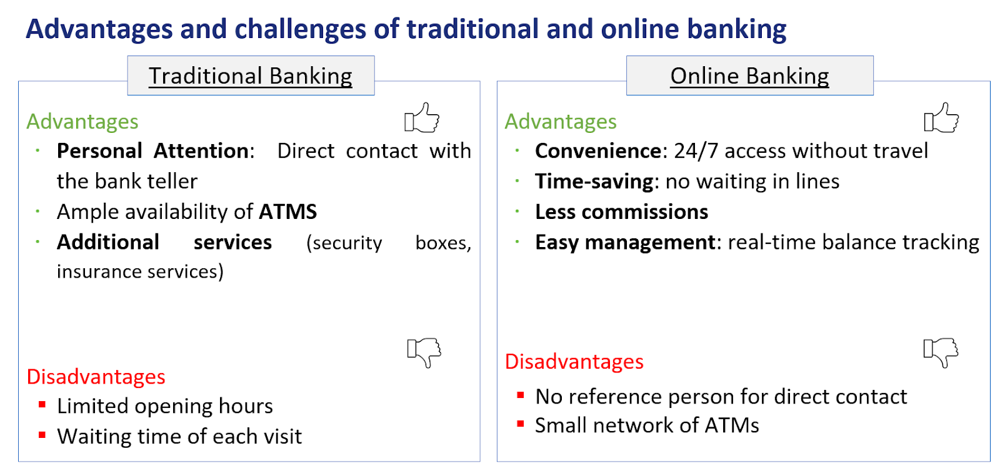 Advantages and challenges of traditional and online banking
Traditional Banking
Advantages
· Personal Attention: Direct contact with
the bank teller
· Ample availability of ATMS
· Additional services (security boxes,
insurance services)
Disadvantages
▪ Limited opening hours
▪ Waiting time of each visit
Online Banking
Advantages
· Convenience: 24/7 access without travel
· Time-saving: no waiting in lines
· Less commissions
· Easy management: real-time balance tracking
Disadvantages
▪ No reference person for direct contact
▪ Small network of ATMs